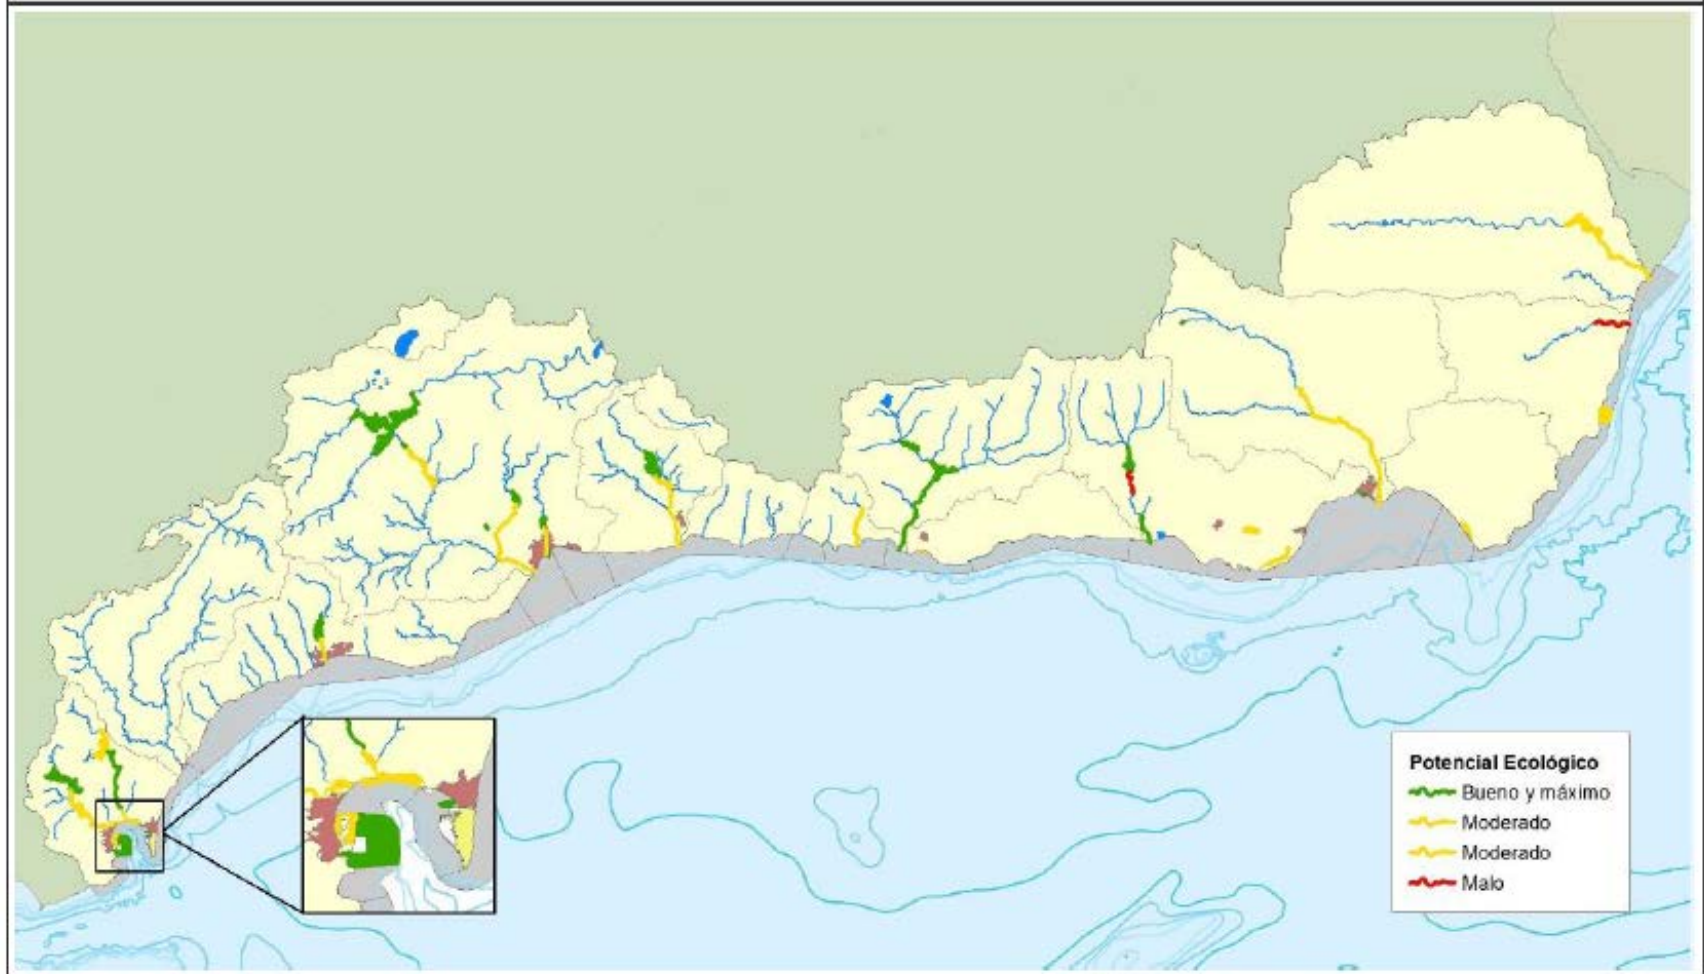 Potencial Ecológico
Bueno y máximo
Moderado
Moderado
Malo